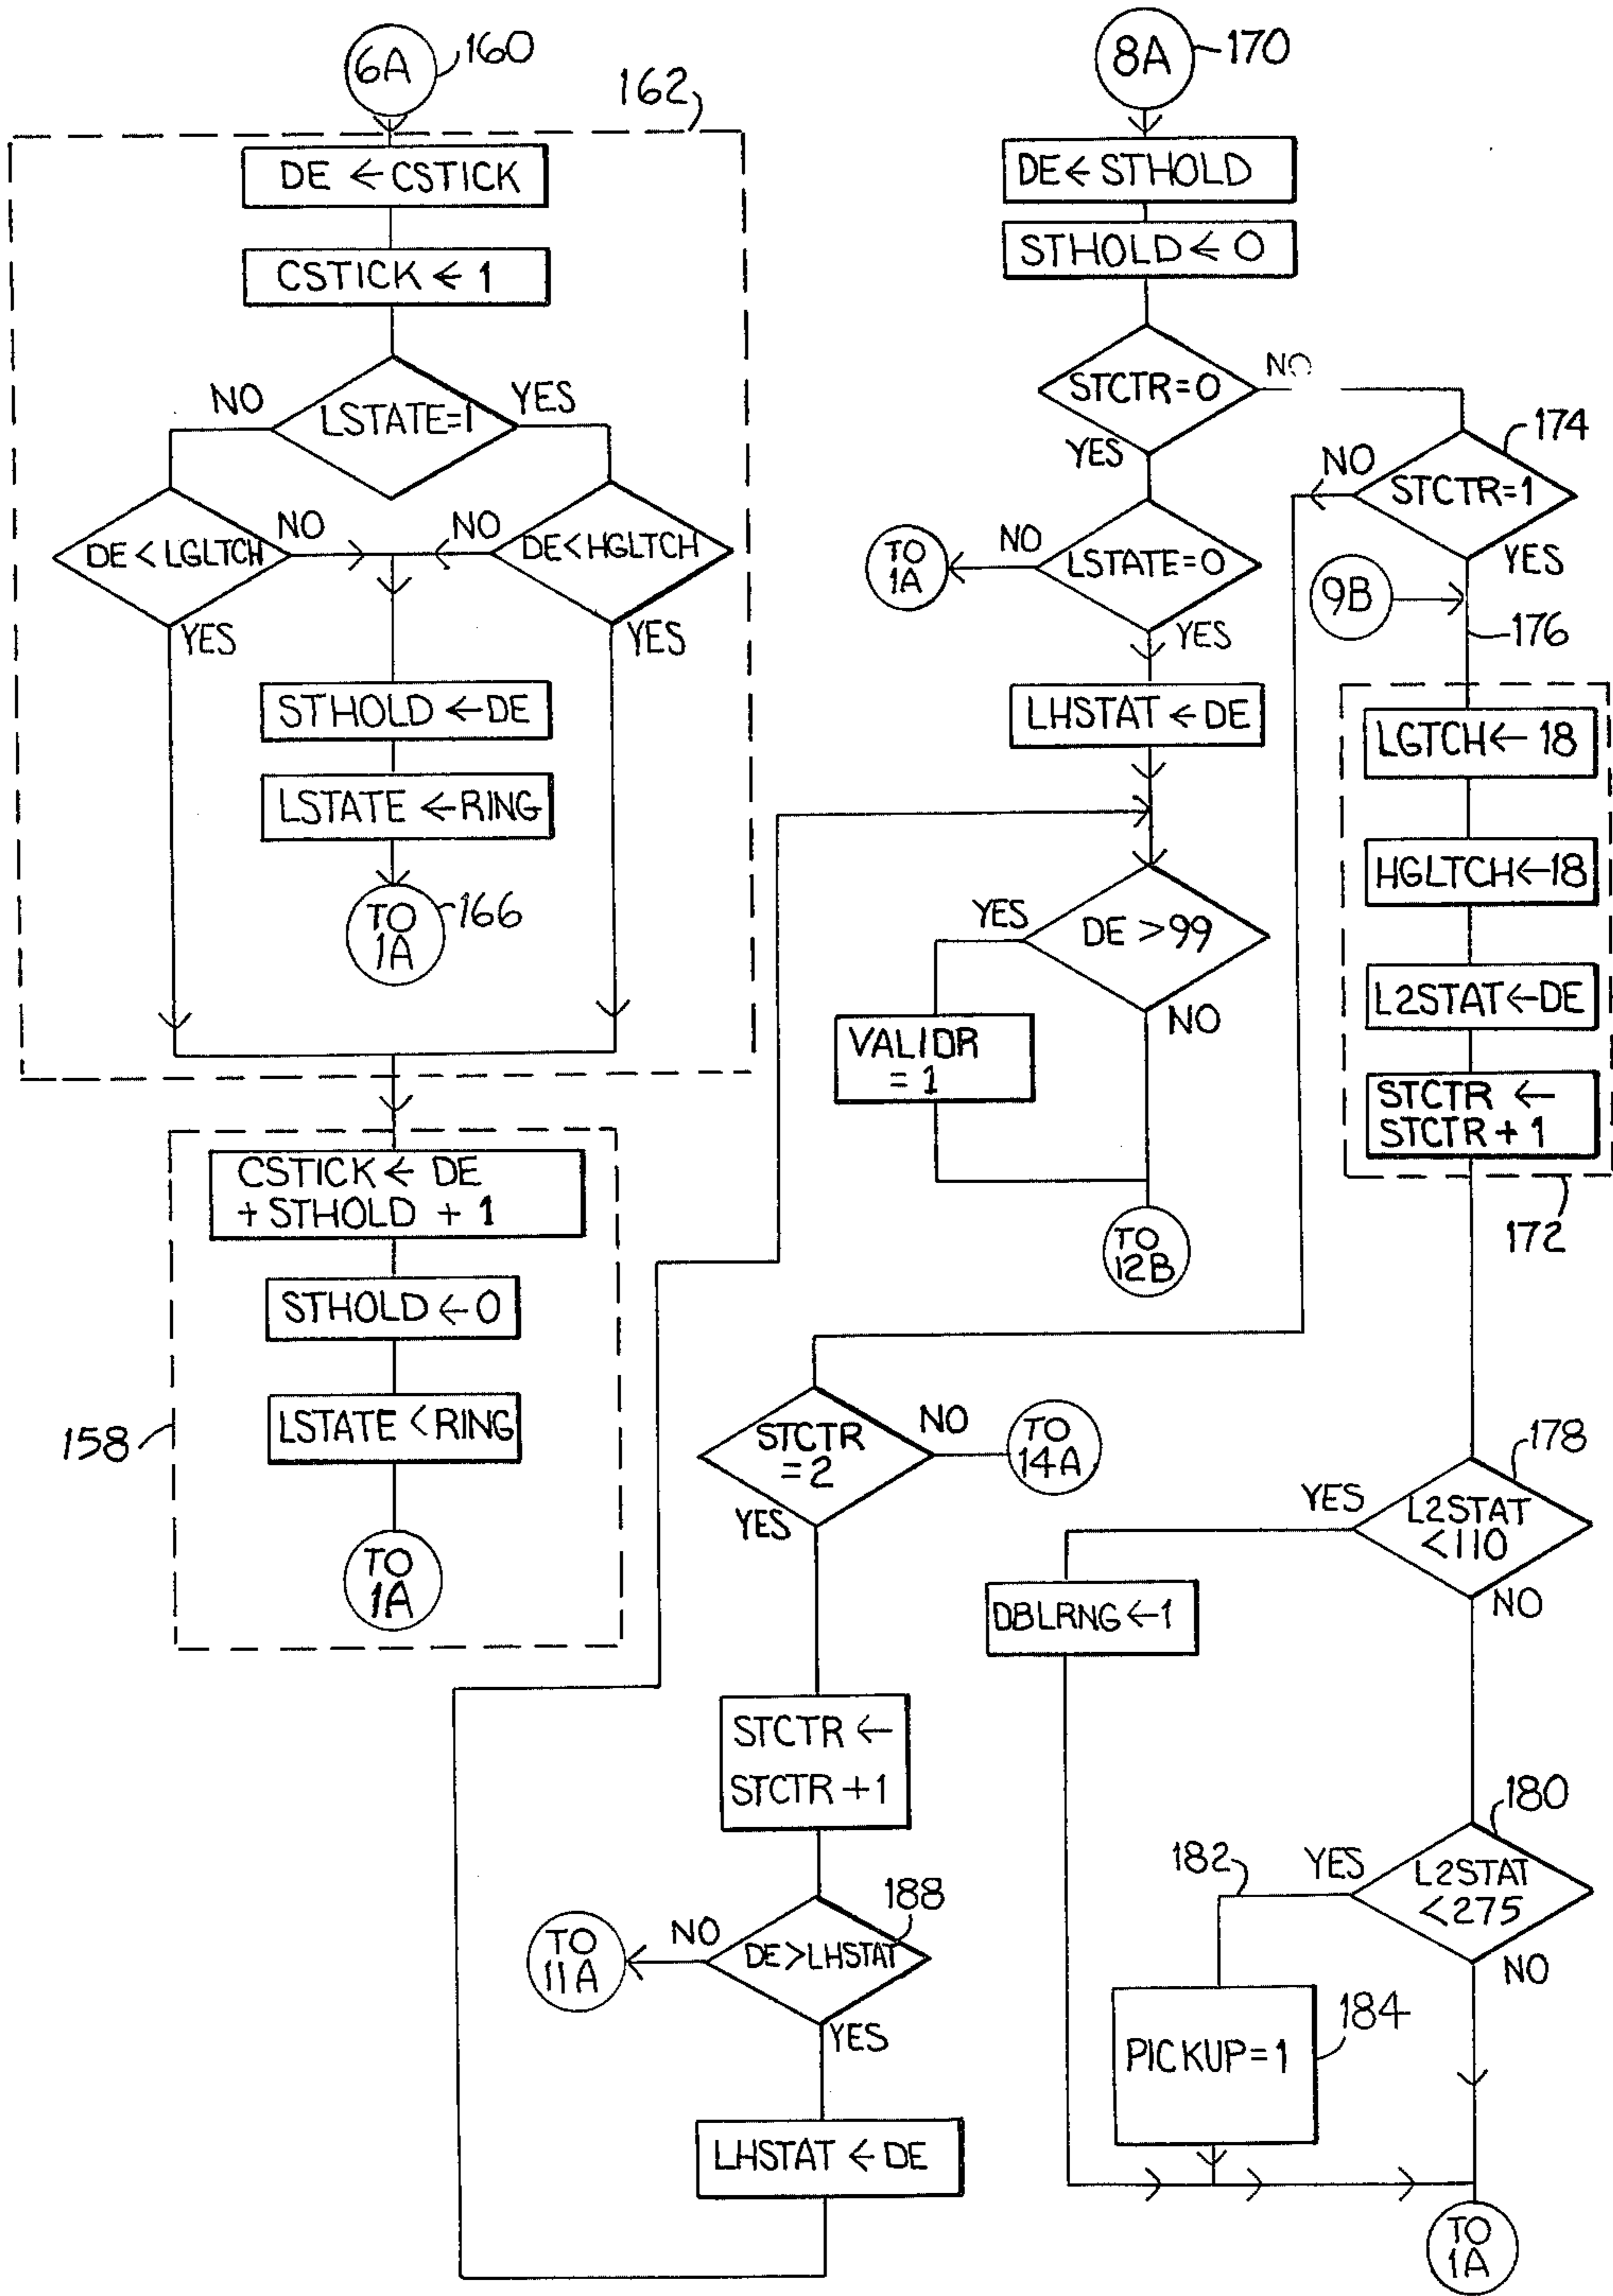 6A
160
162
DE ← CSTICK
CSTICK ← 1
NO
LSTATE=1
YES
DE < LGLTCH
NO
NO
DE<HGLTCH
YES
YES
STHOLD ← DE
LSTATE ← RING
TO
1A
166
CSTICK ← DE
+ STHOLD + 1
STHOLD ← 0
LSTATE < RING
158
TO
1A
8A
170
DE ← STHOLD
STHOLD ← 0
STCTR=0
NO
YES
174
NO
STCTR=1
YES
TO
1A
NO
LSTATE=0
YES
9B
176
LHSTAT ← DE
LGTCH ← 18
HGLTCH ← 18
L2STAT ← DE
STCTR ←
STCTR + 1
172
YES
DE > 99
NO
VALIDR
= 1
TO
12B
STCTR
=2
NO
TO
14A
YES
STCTR ←
STCTR + 1
188
TO
11A
NO
DE>LHSTAT
YES
LHSTAT ← DE
178
YES
L2STAT
<110
NO
DBLRNG ← 1
180
182
YES
L2STAT
<275
NO
184
PICKUP=1
TO
1A